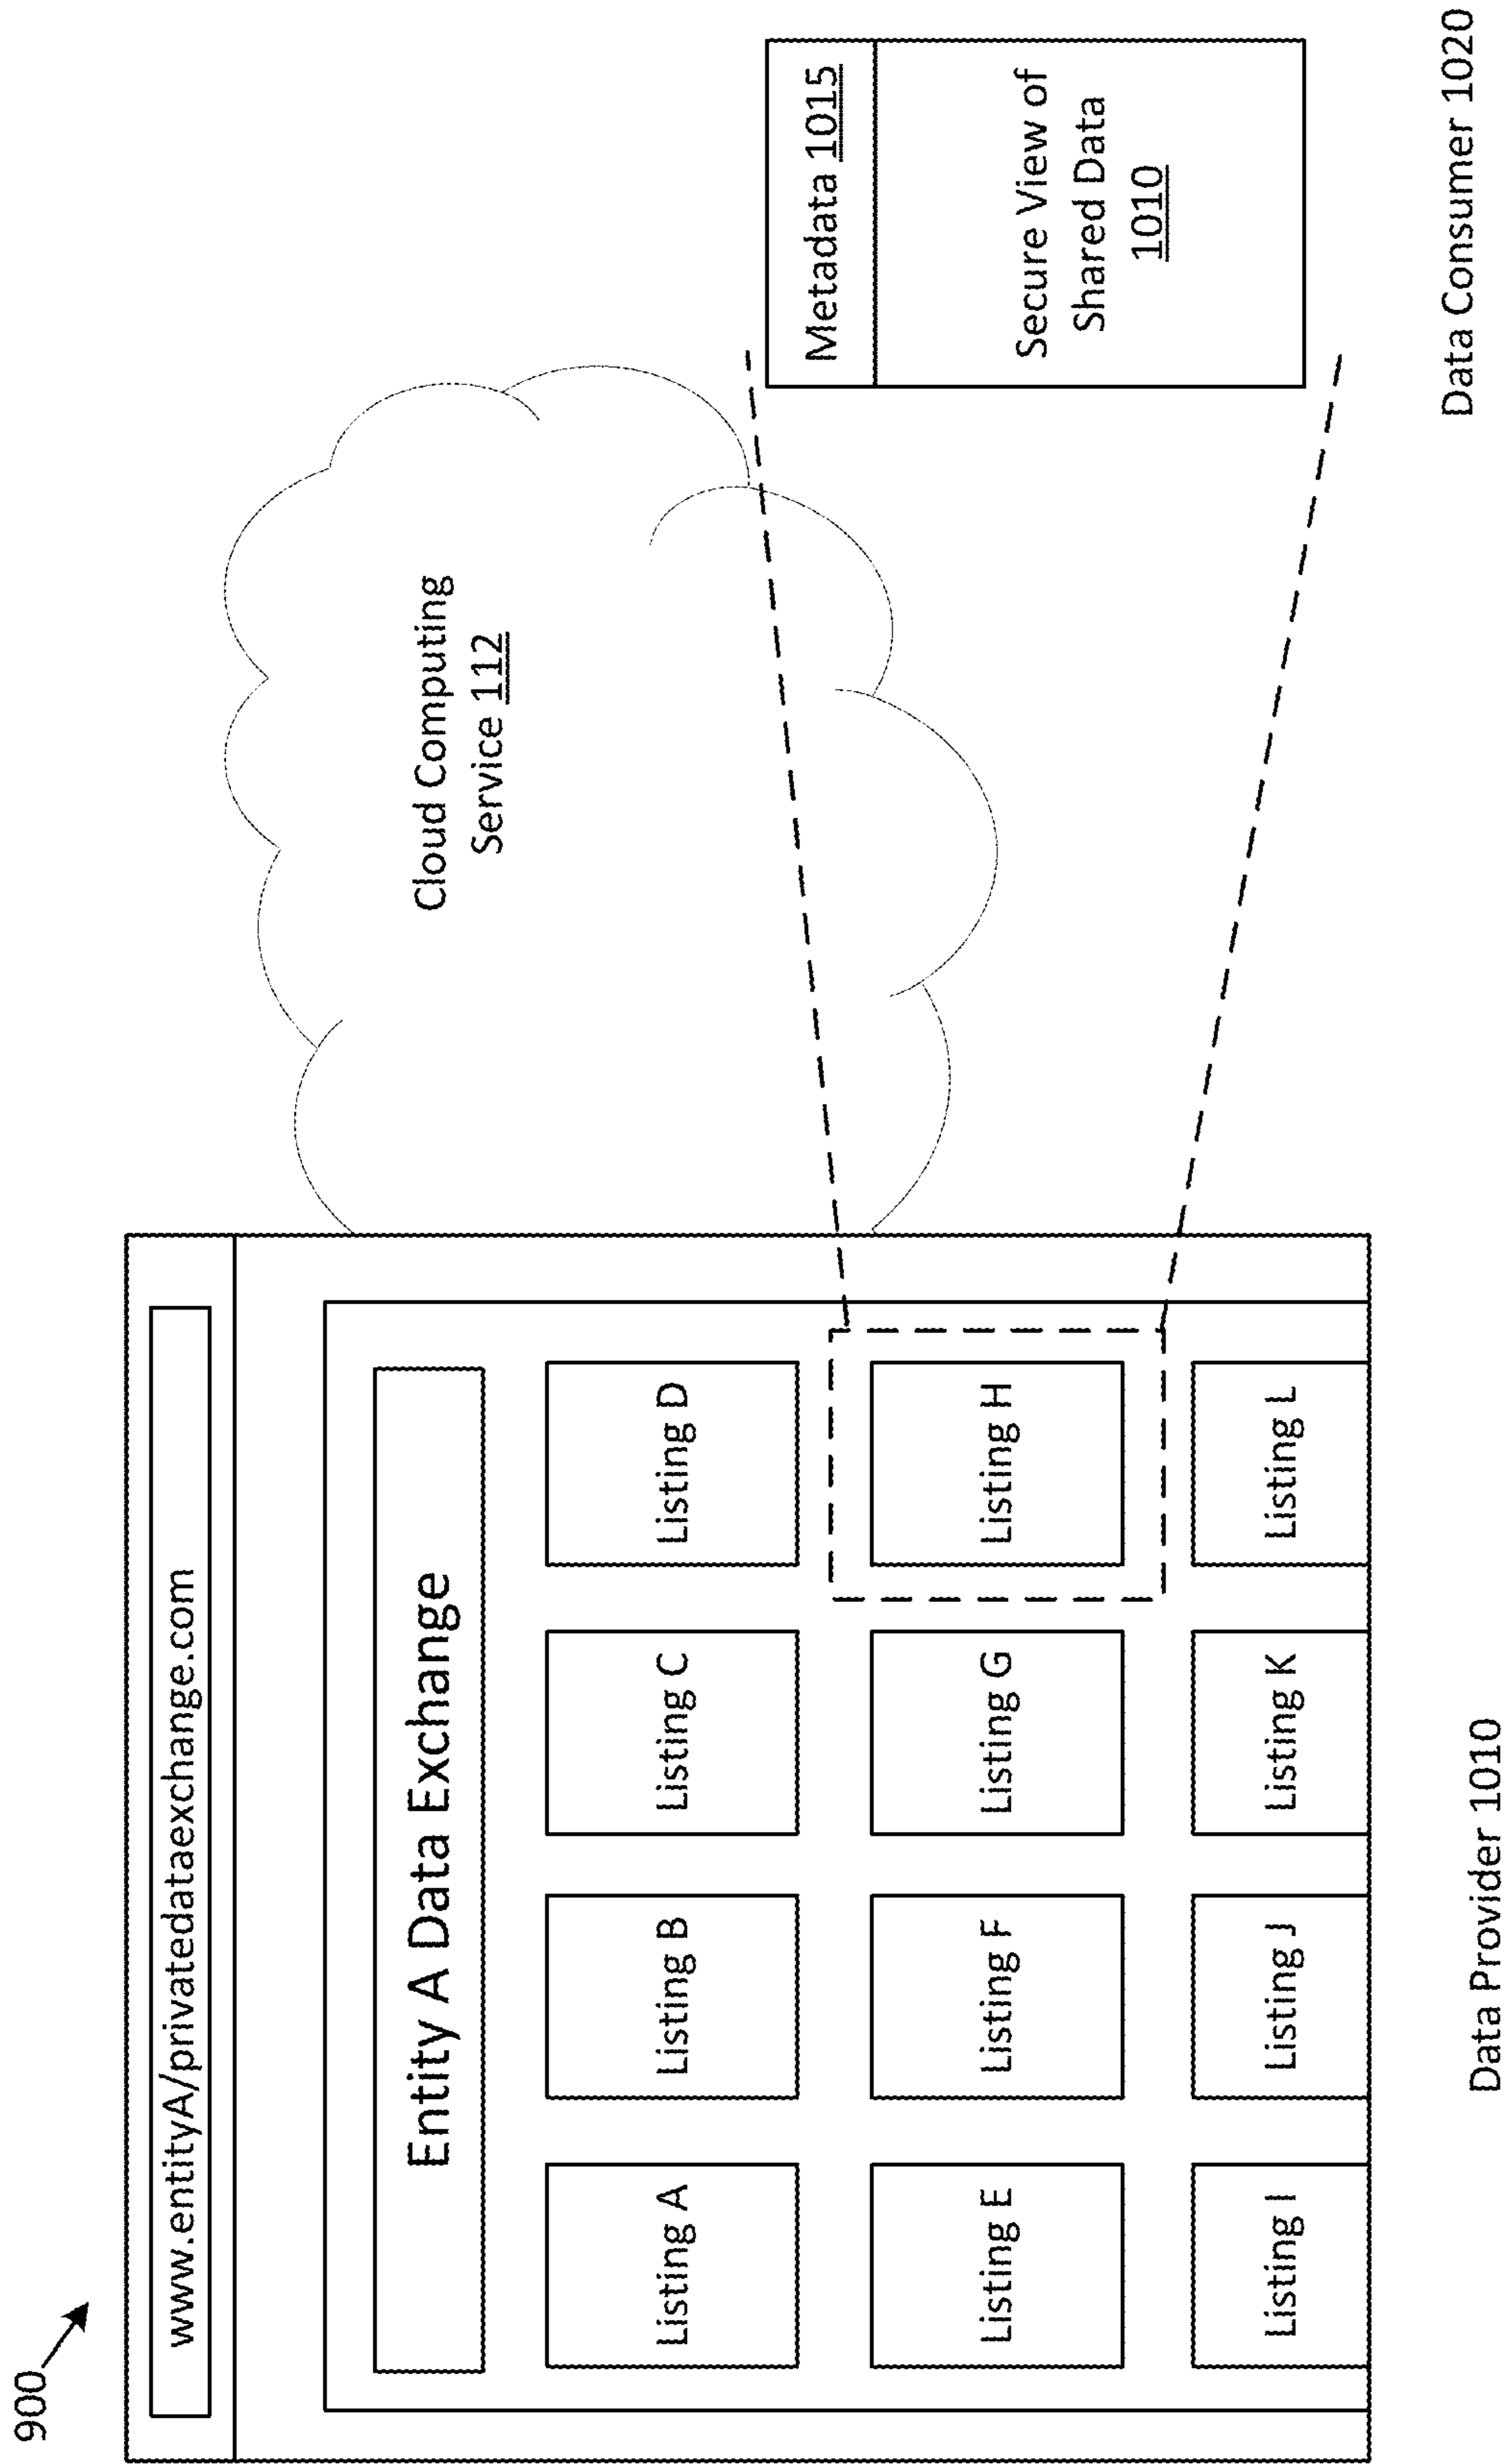 900
www.entityA/privatedataexchange.com
Entity A Data Exchange
Listing A
Listing B
Listing C
Listing D
Listing E
Listing F
Listing G
Listing H
Listing I
Listing J
Listing K
Listing L
Cloud Computing
Service 112
Metadata 1015
Secure View of
Shared Data
1010
Data Provider 1010
Data Consumer 1020